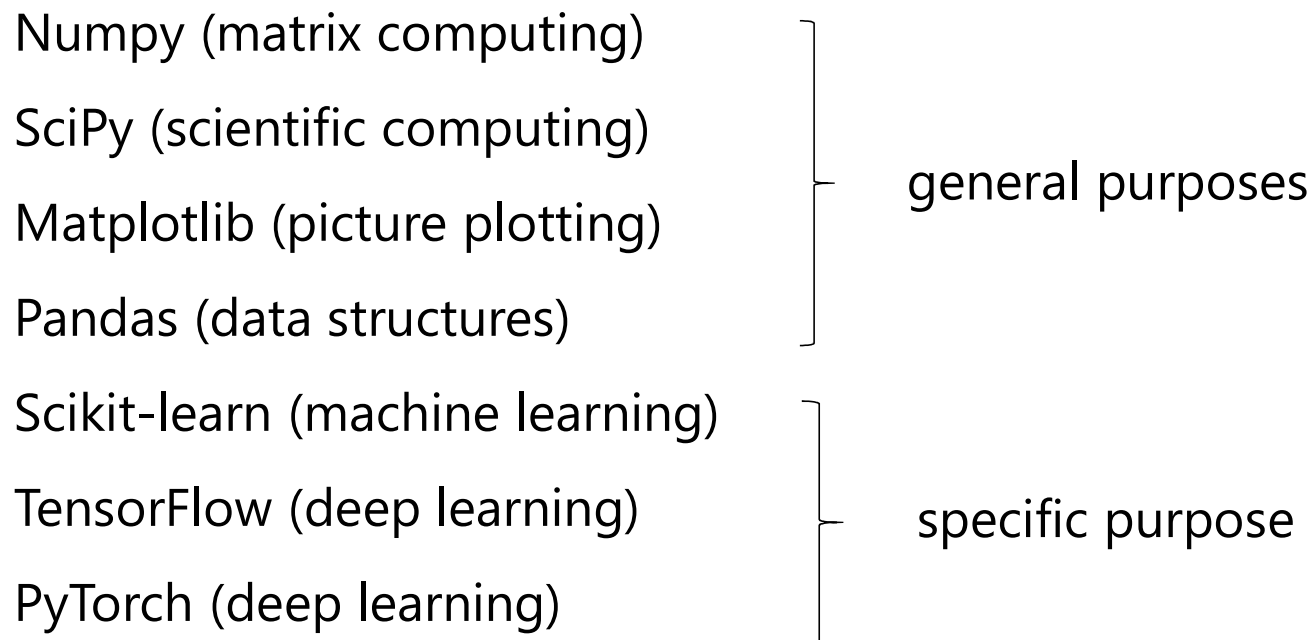 Numpy (matrix computing)
SciPy (scientific computing)
Matplotlib (picture plotting)
Pandas (data structures)
general purposes
Scikit-learn (machine learning)
TensorFlow (deep learning)
PyTorch (deep learning)
specific purpose